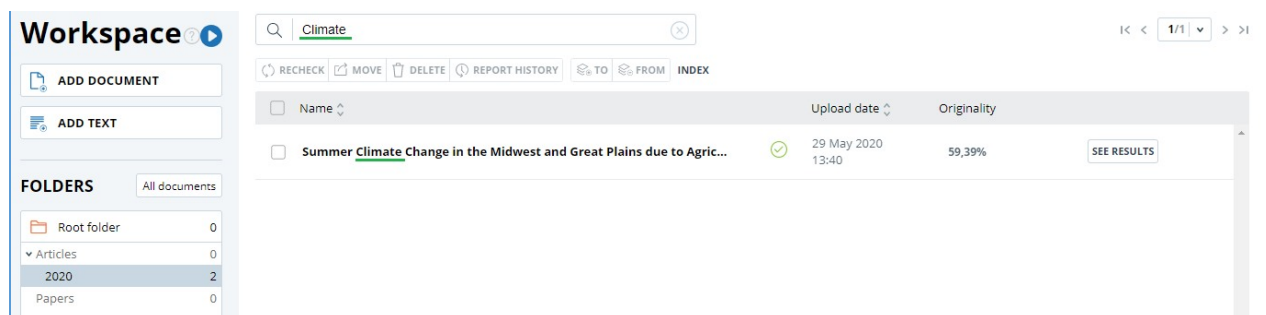 Workspace
Climate
1/1
RECHECK MOVE DELETE REPORT HISTORY TO FROM INDEX
ADD DOCUMENT
ADD TEXT
Name Upload date Originality
Summer Climate Change in the Midwest and Great Plains due to Agric... 29 May 2020 59,39% SEE RESULTS
13:40
FOLDERS All documents
Root folder 0
Articles 0
2020 2
Papers 0